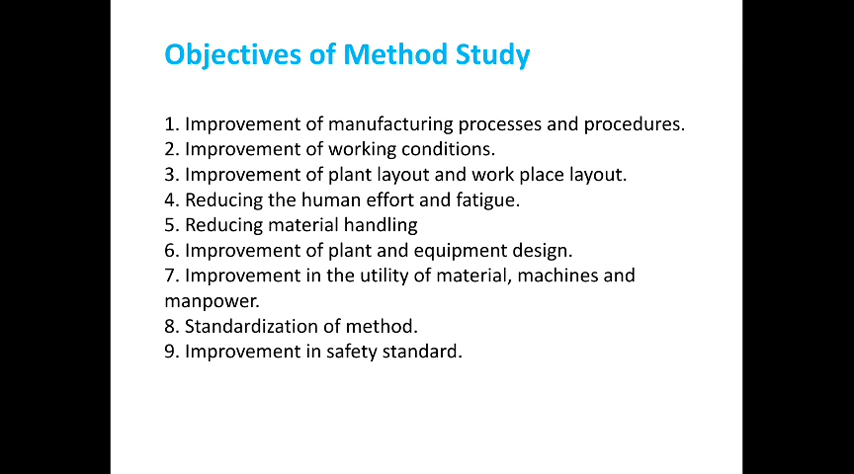 Objectives of Method Study
1. Improvement of manufacturing processes and procedures.
2. Improvement of working conditions.
3. Improvement of plant layout and work place layout.
4. Reducing the human effort and fatigue.
5. Reducing material handling
6. Improvement of plant and equipment design.
7. Improvement in the utility of material, machines and
manpower.
8. Standardization of method.
9. Improvement in safety standard.